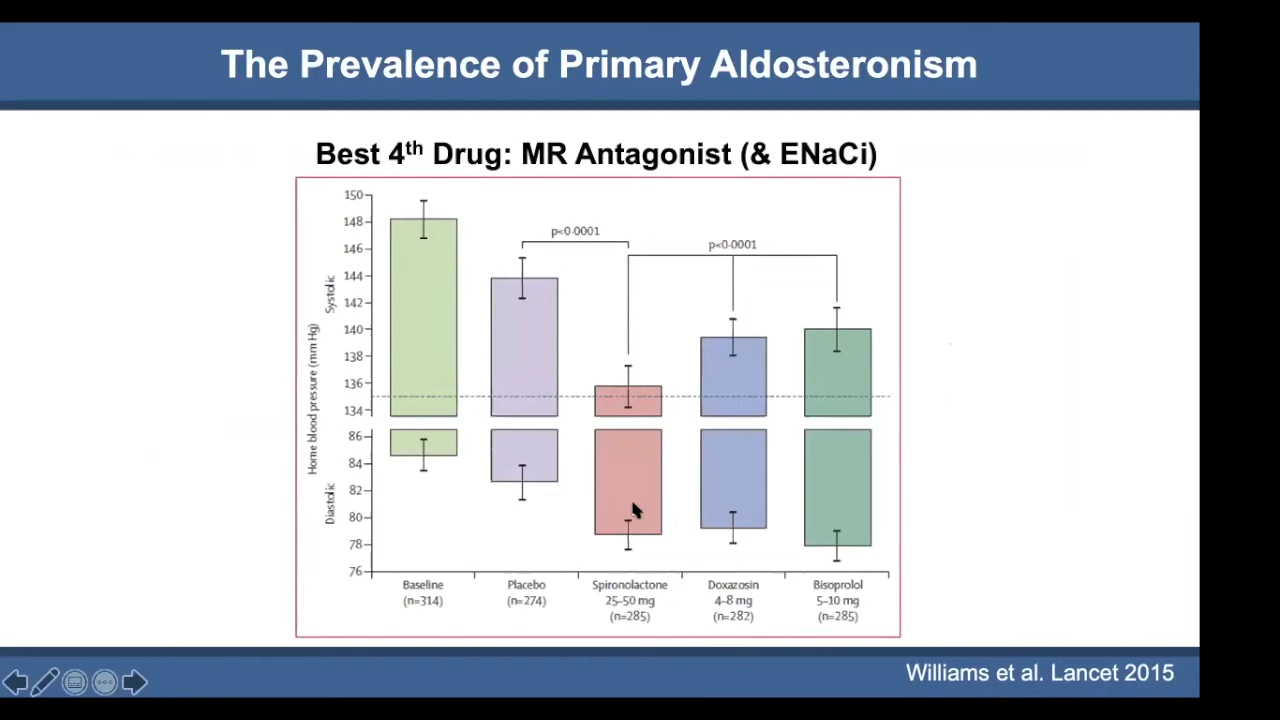 The Prevalence of Primary Aldosteronism
Best 4th Drug: MR Antagonist (& ENaCi)
150
148
146
144
142
140
138
136
134
86
84
82
80
78
76
Systolic
Diastolic
Home blood pressure (mm Hg)
p<0·0001
p<0·0001
Baseline
(n=314)
Placebo
(n=274)
Spironolactone
25–50 mg
(n=285)
Doxazosin
4–8 mg
(n=282)
Bisoprolol
5–10 mg
(n=285)
Williams et al. Lancet 2015